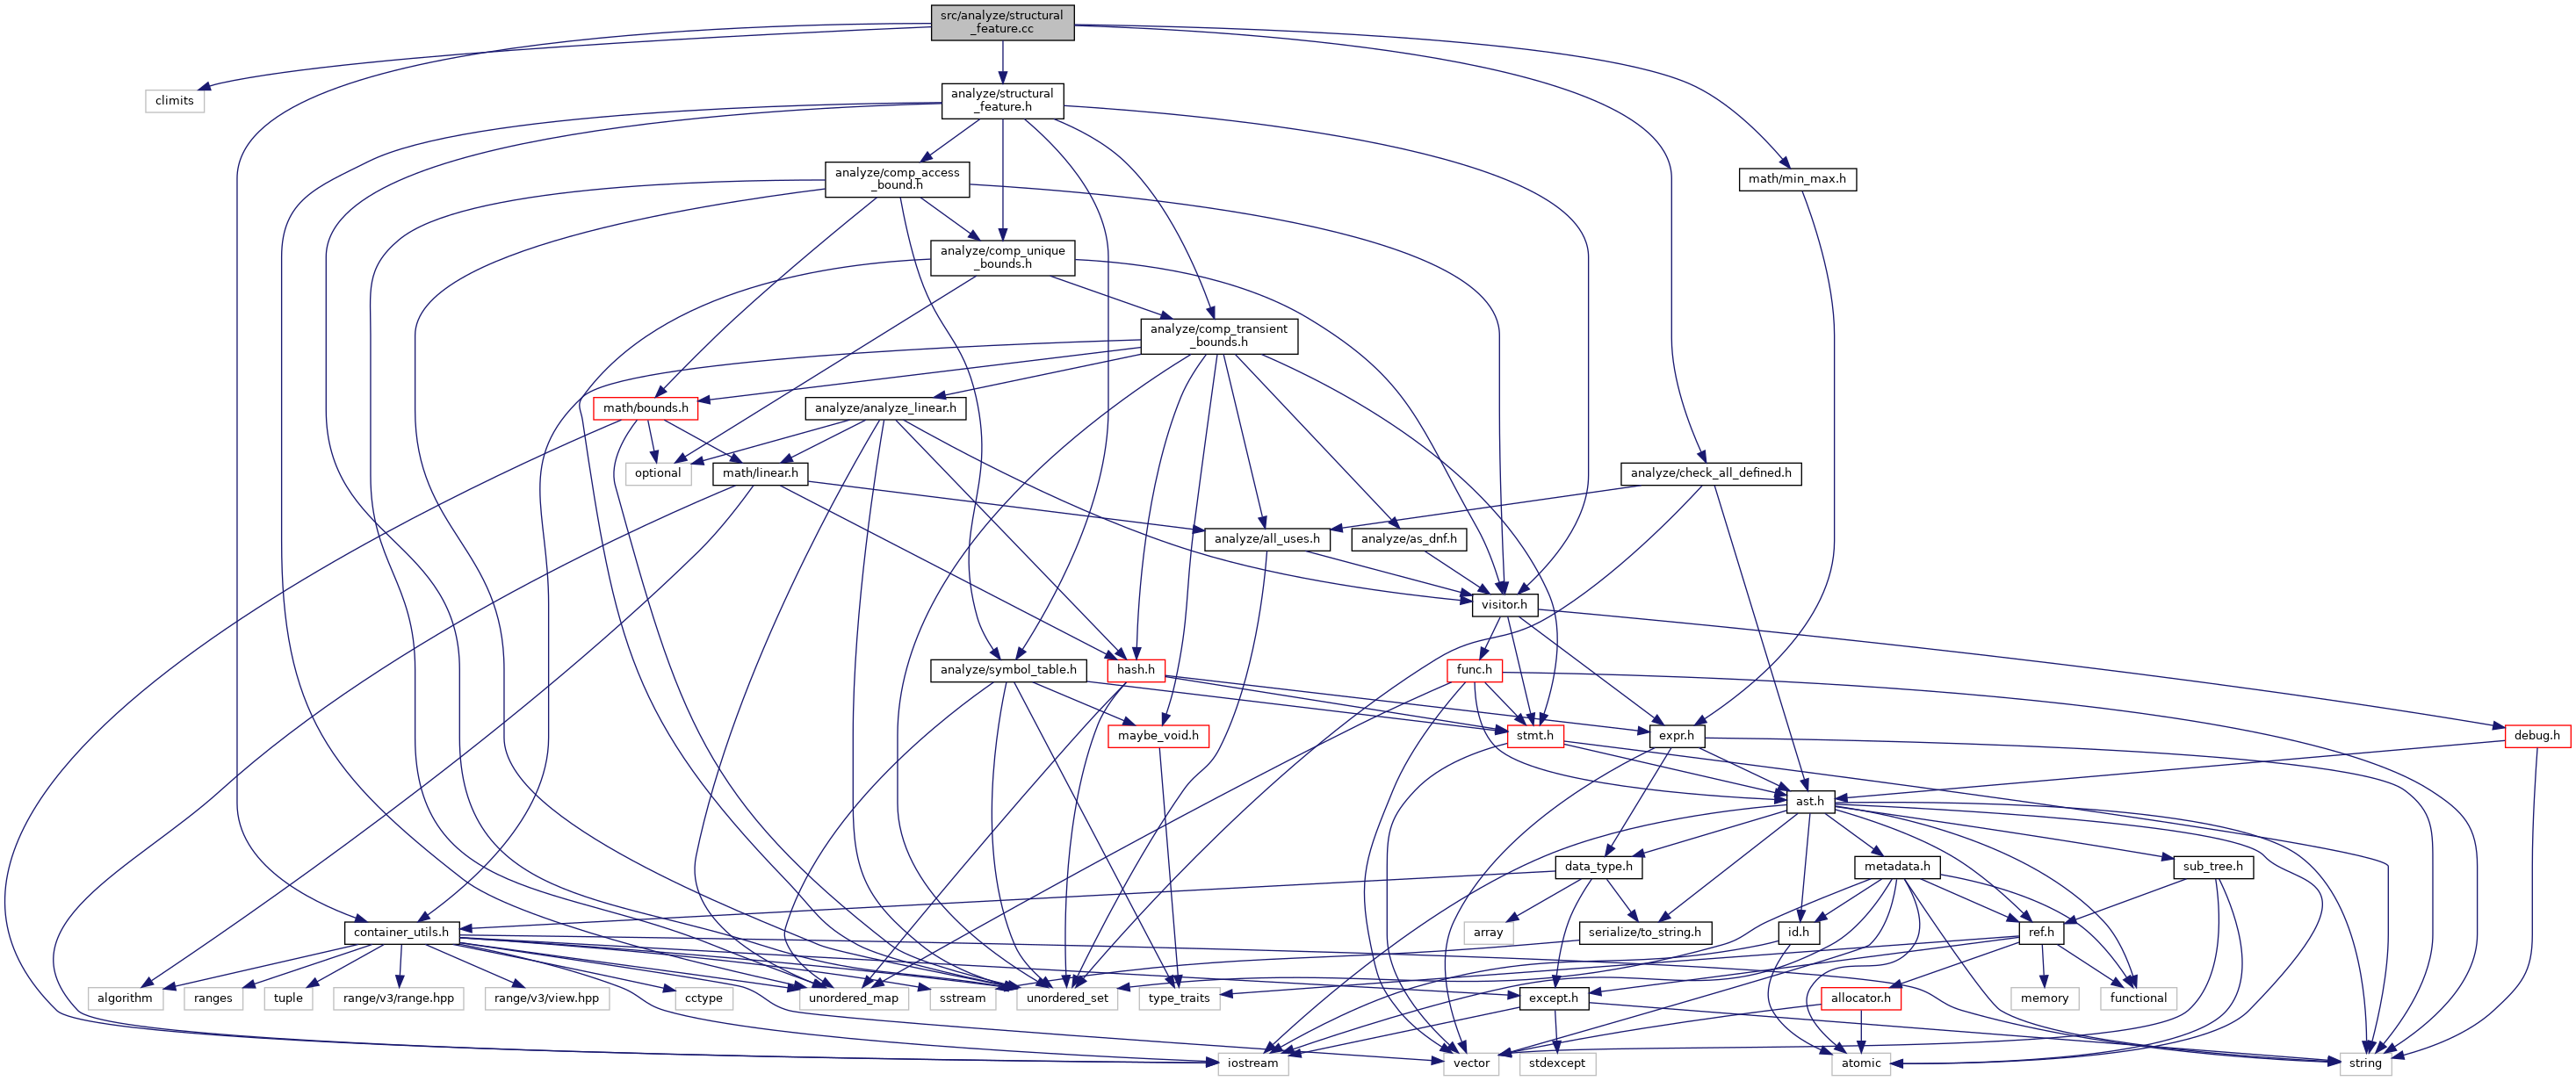 src/analyze/structural
_feature.cc
climits
analyze/structural
_feature.h
analyze/comp_access
_bound.h
math/min_max.h
analyze/comp_unique
_bounds.h
analyze/comp_transient
_bounds.h
math/bounds.h
analyze/analyze_linear.h
optional
math/linear.h
analyze/check_all_defined.h
analyze/all_uses.h
analyze/as_dnf.h
visitor.h
analyze/symbol_table.h
hash.h
func.h
maybe_void.h
stmt.h
expr.h
debug.h
ast.h
data_type.h
metadata.h
sub_tree.h
container_utils.h
array
serialize/to_string.h
id.h
ref.h
algorithm
ranges
tuple
range/v3/range.hpp
range/v3/view.hpp
cctype
unordered_map
sstream
unordered_set
type_traits
except.h
allocator.h
memory
functional
iostream
vector
stdexcept
atomic
string